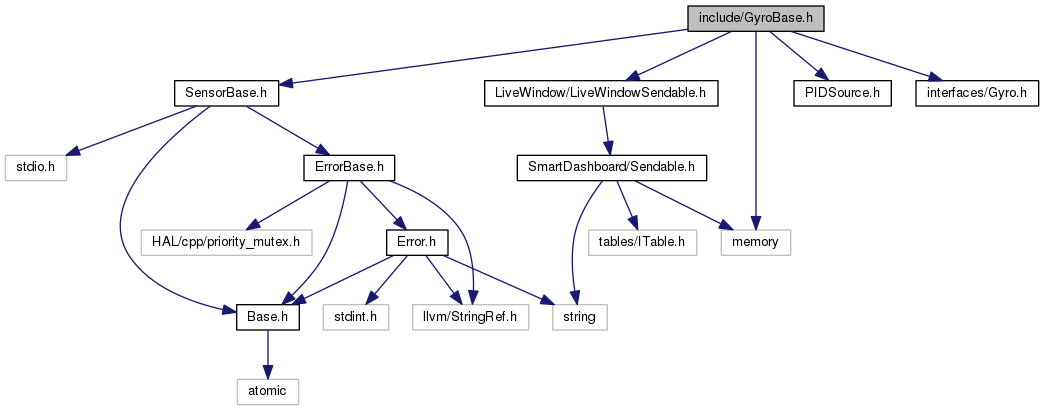 include/GyroBase.h
SensorBase.h
LiveWindow/LiveWindowSendable.h
PIDSource.h
interfaces/Gyro.h
stdio.h
ErrorBase.h
SmartDashboard/Sendable.h
HAL/cpp/priority_mutex.h
Error.h
tables/ITable.h
memory
Base.h
stdint.h
llvm/StringRef.h
string
atomic